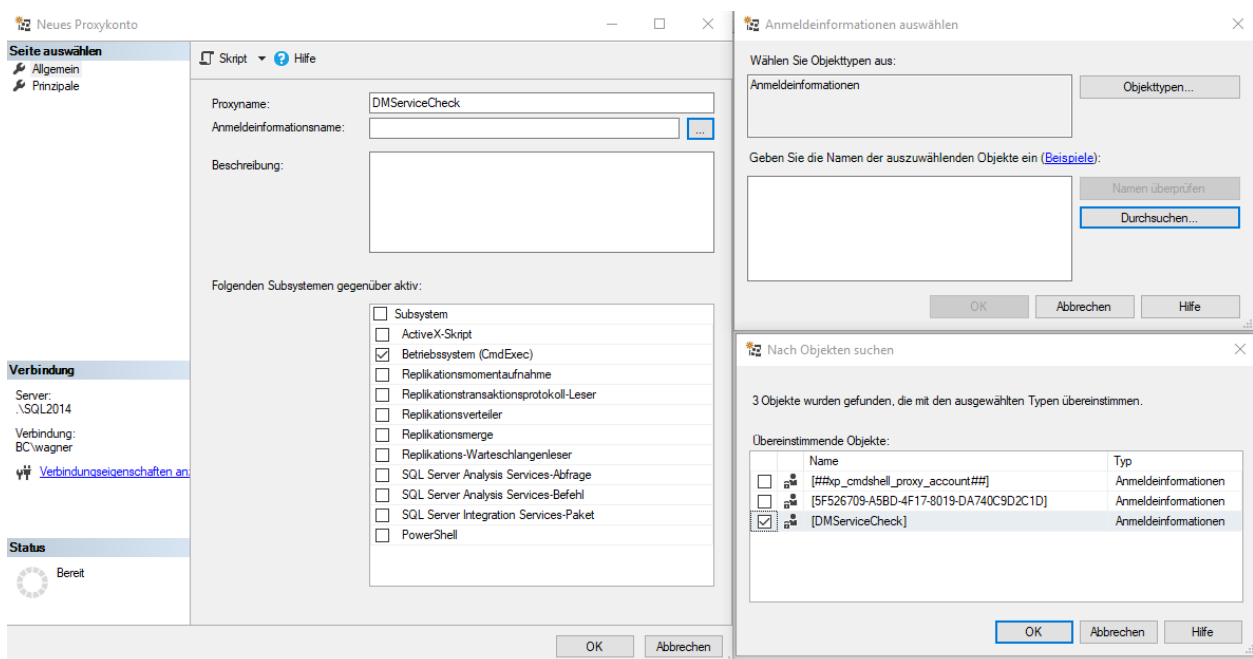 Neues Proxykonto
Seite auswählen
Allgemein
Prinzipale
Skript
Hilfe
Proxyname:
DMServiceCheck
Anmeldeinformationsname:
...
Beschreibung:
Folgenden Subsystemen gegenüber aktiv:
Subsystem
ActiveX-Skript
Betriebssystem (CmdExec)
Replikationsmomentaufnahme
Replikationstransaktionsprotokoll-Leser
Replikationsverteiler
Replikationsmerge
Replikations-Warteschlangenleser
SQL Server Analysis Services-Abfrage
SQL Server Analysis Services-Befehl
SQL Server Integration Services-Paket
PowerShell
Verbindung
Server:
.\SQL2014
Verbindung:
BC\wagner
Verbindungseigenschaften an
Status
Bereit
OK
Abbrechen
Anmeldeinformationen auswählen
Wählen Sie Objekttypen aus:
Anmeldeinformationen
Objekttypen...
Geben Sie die Namen der auszuwählenden Objekte ein (Beispiele):
Namen überprüfen
Durchsuchen...
OK
Abbrechen
Hilfe
Nach Objekten suchen
3 Objekte wurden gefunden, die mit den ausgewählten Typen übereinstimmen.
Übereinstimmende Objekte:
Name Typ
[##xp_cmdshell_proxy_account##] Anmeldeinformationen
[5F526709-A5BD-4F17-8019-DA740C9D2C1D] Anmeldeinformationen
[DMServiceCheck] Anmeldeinformationen
OK
Abbrechen
Hilfe